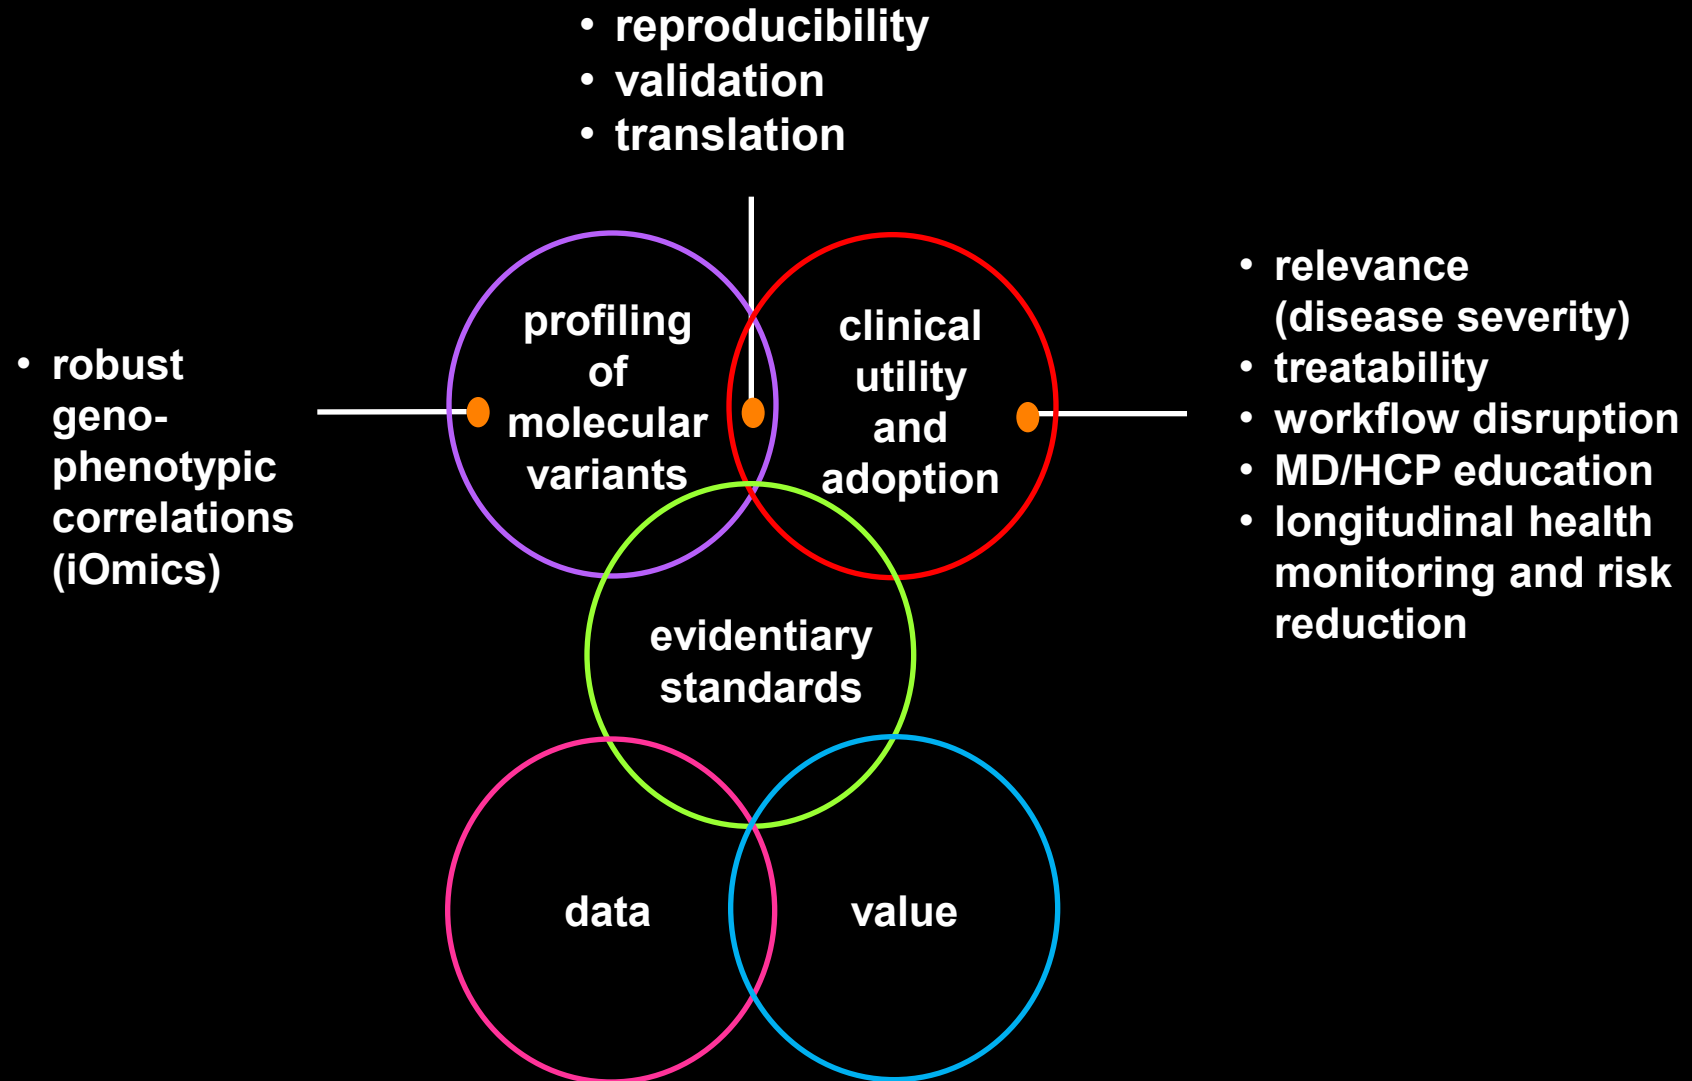 • reproducibility
• validation
• translation
• robust
geno-
phenotypic
correlations
(iOmics)
profiling
of
molecular
variants
clinical
utility
and
adoption
• relevance
(disease severity)
• treatability
• workflow disruption
• MD/HCP education
• longitudinal health
monitoring and risk
reduction
evidentiary
standards
data
value